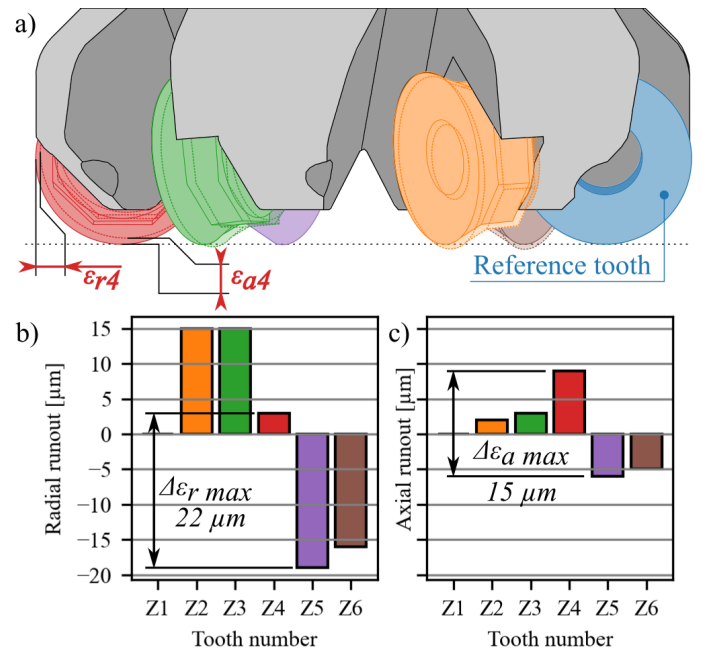 a)
Reference tooth
εr4
εa4
b)
c)
Radial runout [µm]
15
10
5
0
−5
−10
−15
−20
Δεr max
22 µm
Z1 Z2 Z3 Z4 Z5 Z6
Tooth number
Axial runout [µm]
Δεa max
15 µm
Z1 Z2 Z3 Z4 Z5 Z6
Tooth number